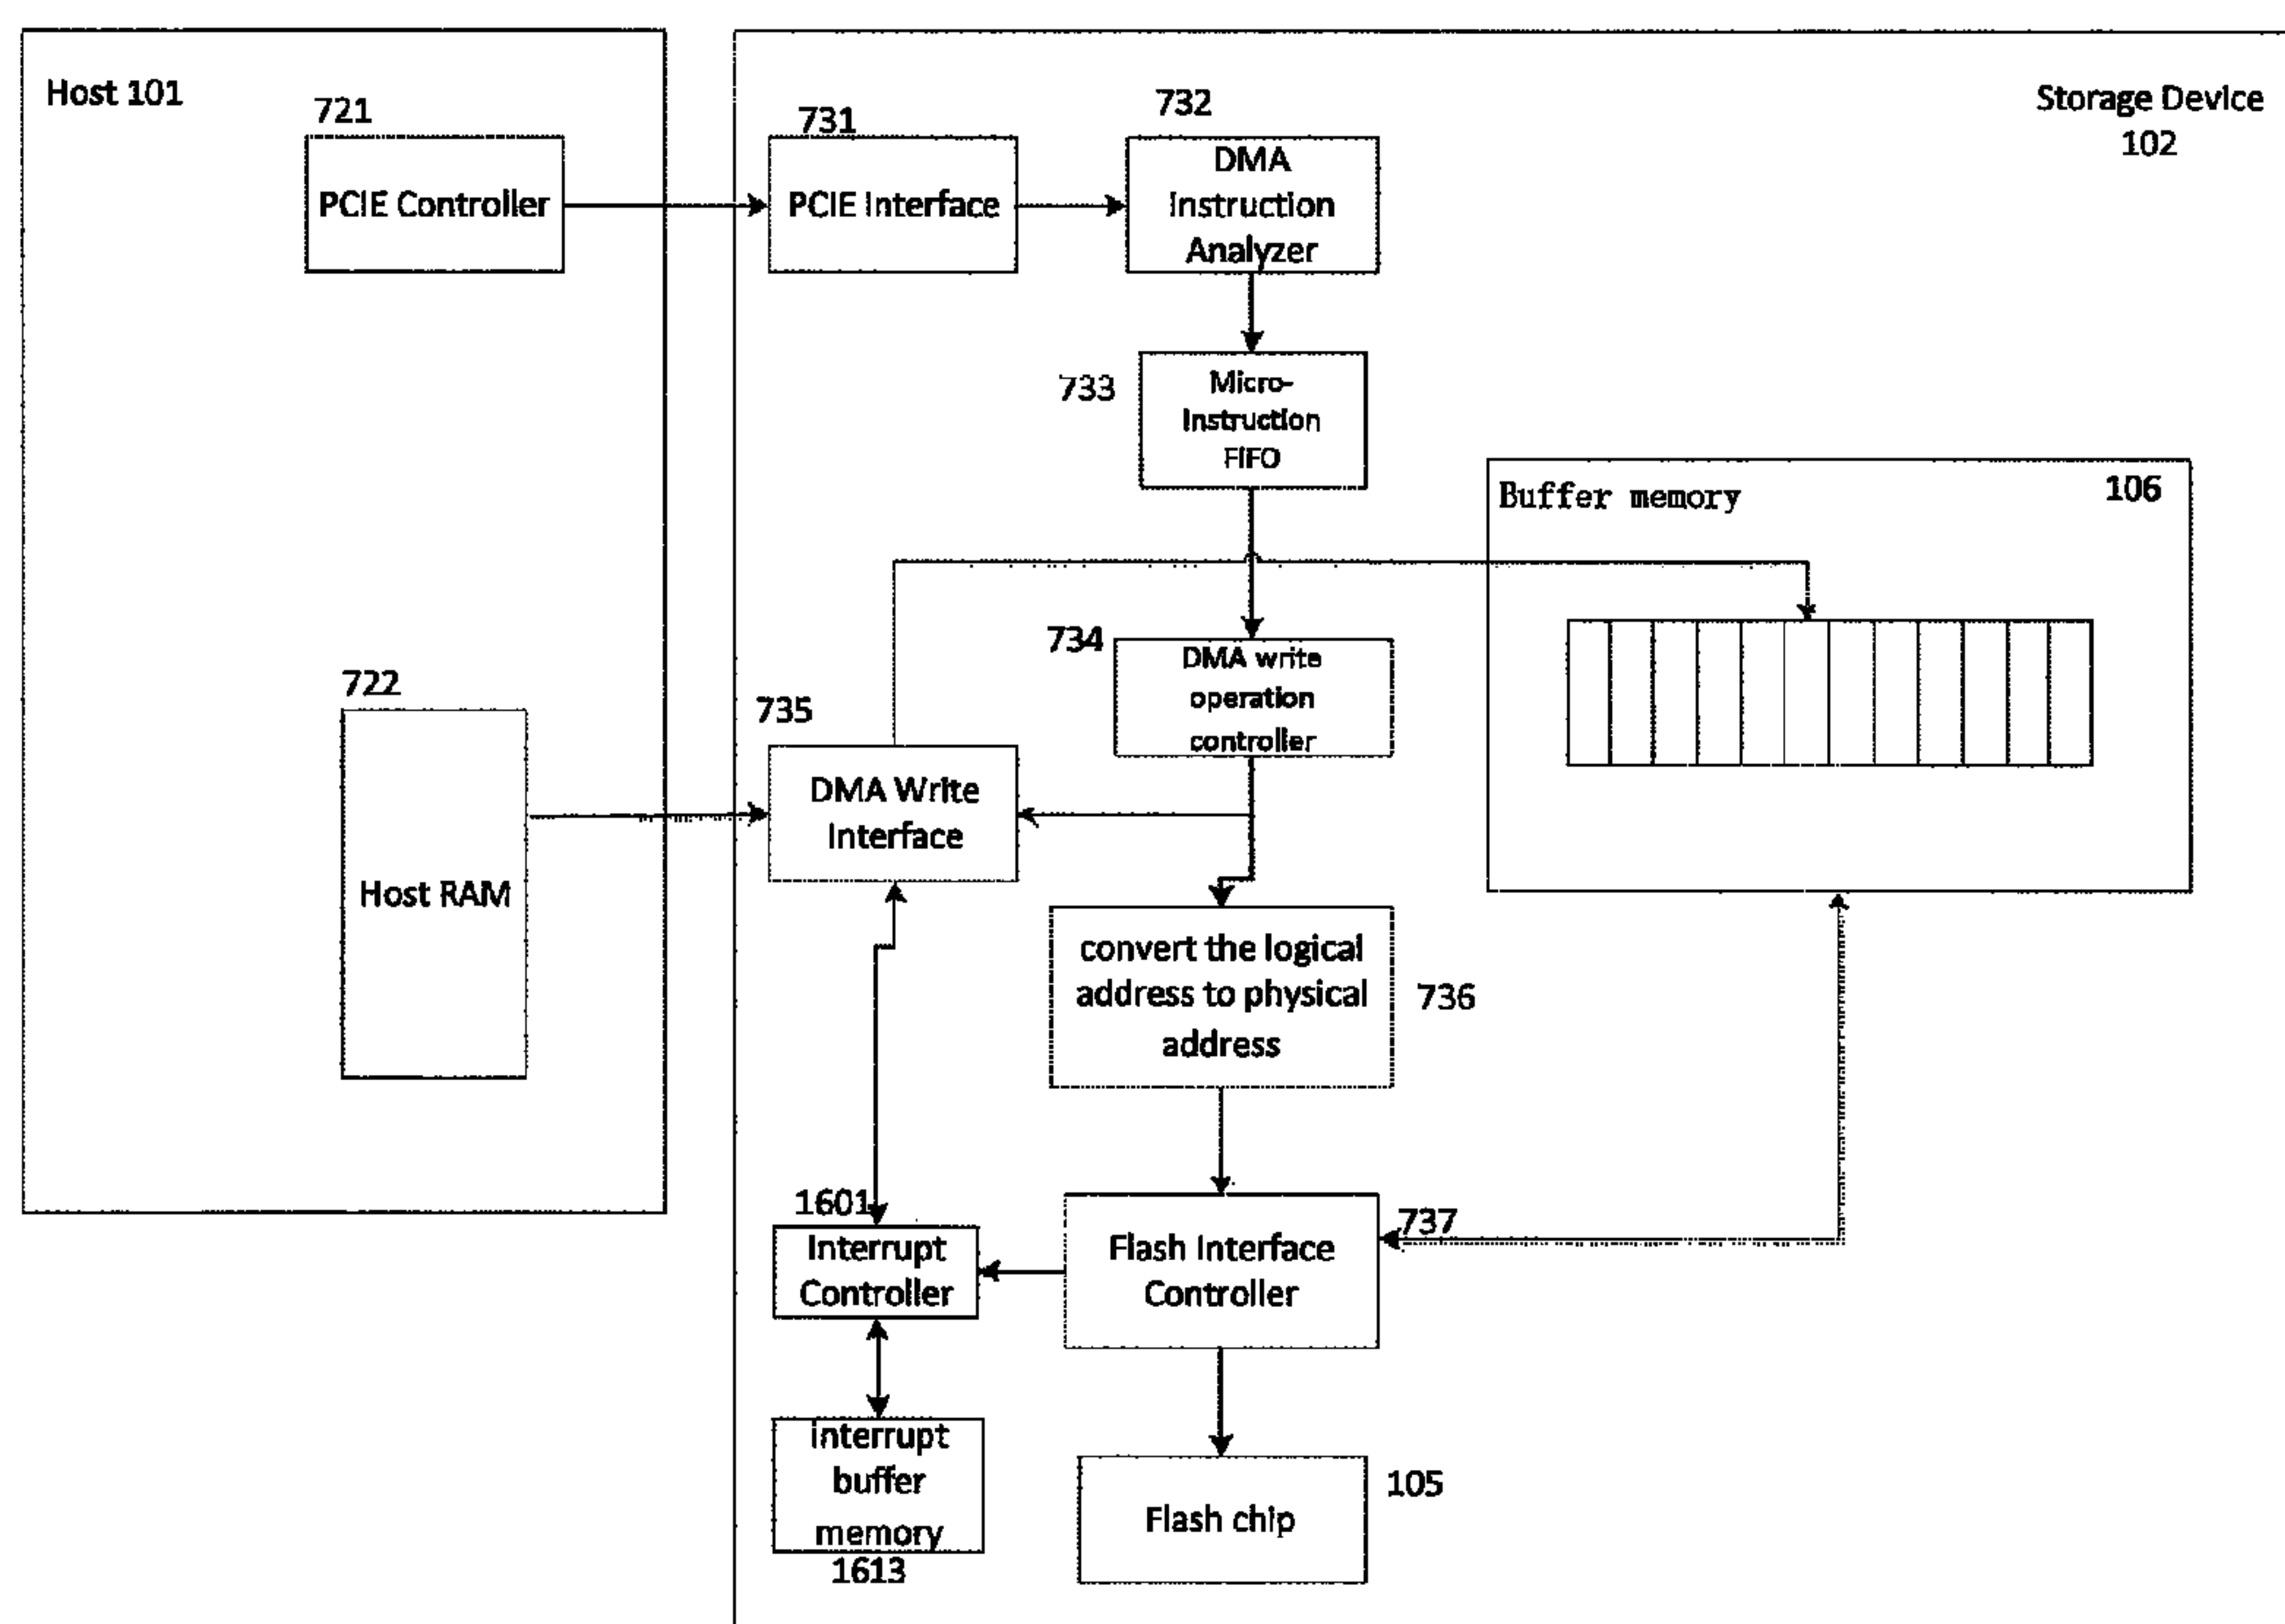 Host 101
721
PCIE Controller
722
Host RAM
Storage Device
102
731
PCIE Interface
732
DMA
Instruction
Analyzer
733
Micro-
Instruction
FIFO
Buffer memory
106
734
DMA write
operation
controller
735
DMA Write
Interface
convert the logical
address to physical
address
736
1601
Interrupt
Controller
Flash Interface
Controller
737
interrupt
buffer
memory
1613
Flash chip
105